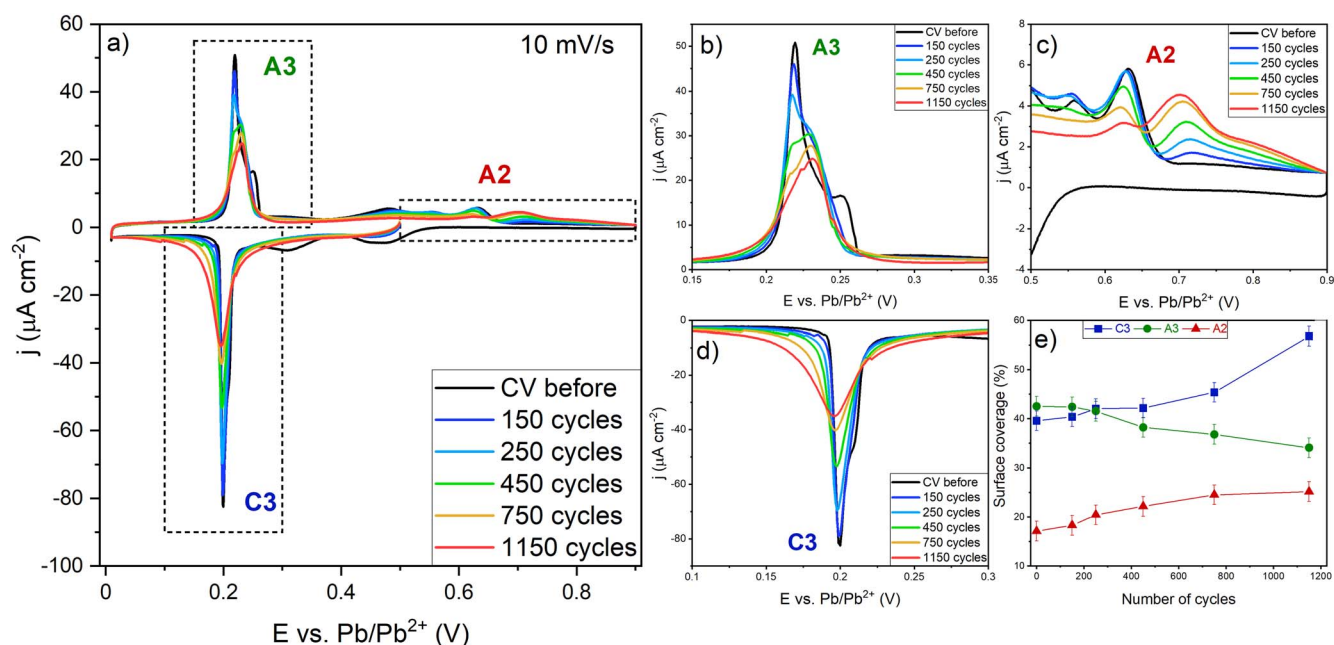 a)
10 mV/s
A3
A2
C3
60
40
20
0
-20
-40
-60
-80
-100
j (µA cm⁻²)
0
0.2
0.4
0.6
0.8
E vs. Pb/Pb²⁺ (V)
CV before
150 cycles
250 cycles
450 cycles
750 cycles
1150 cycles
b)
A3
CV before
150 cycles
250 cycles
450 cycles
750 cycles
1150 cycles
50
40
30
20
10
0
j (µA cm⁻²)
0.15
0.20
0.25
0.30
0.35
E vs. Pb/Pb²⁺ (V)
c)
A2
CV before
150 cycles
250 cycles
450 cycles
750 cycles
1150 cycles
8
6
4
2
0
-2
-4
j (µA cm⁻²)
0.5
0.6
0.7
0.8
0.9
E vs. Pb/Pb²⁺ (V)
d)
C3
CV before
150 cycles
250 cycles
450 cycles
750 cycles
1150 cycles
0
-20
-40
-60
-80
j (µA cm⁻²)
0.1
0.15
0.2
0.25
0.3
E vs. Pb/Pb²⁺ (V)
C3
A3
A2
e)
60
50
40
30
20
10
Surface coverage (%)
0
200
400
600
800
1000
1200
Number of cycles